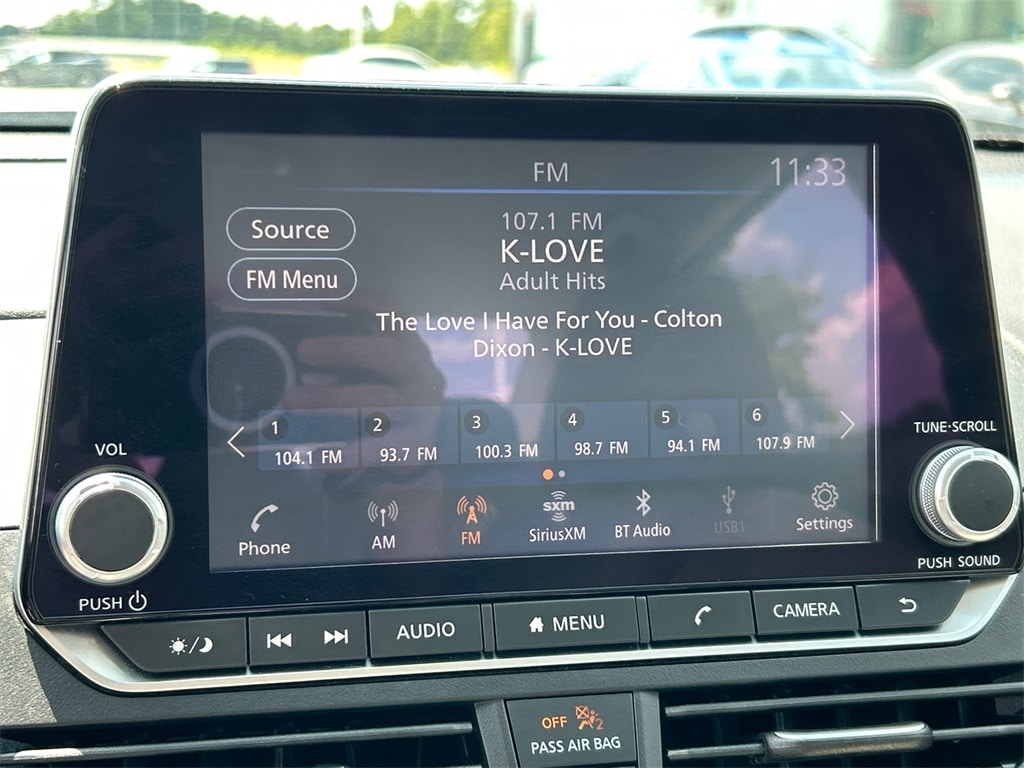 FM
11:33
Source
107.1 FM
K-LOVE
FM Menu
Adult Hits
The Love I Have For You - Colton
Dixon - K-LOVE
1
104.1 FM
2
93.7 FM
3
100.3 FM
4
98.7 FM
5
94.1 FM
6
107.9 FM
VOL
TUNE·SCROLL
Phone
AM
FM
sxm
SiriusXM
BT Audio
USB1
Settings
PUSH
PUSH SOUND
AUDIO
MENU
CAMERA
OFF
2
PASS AIR BAG